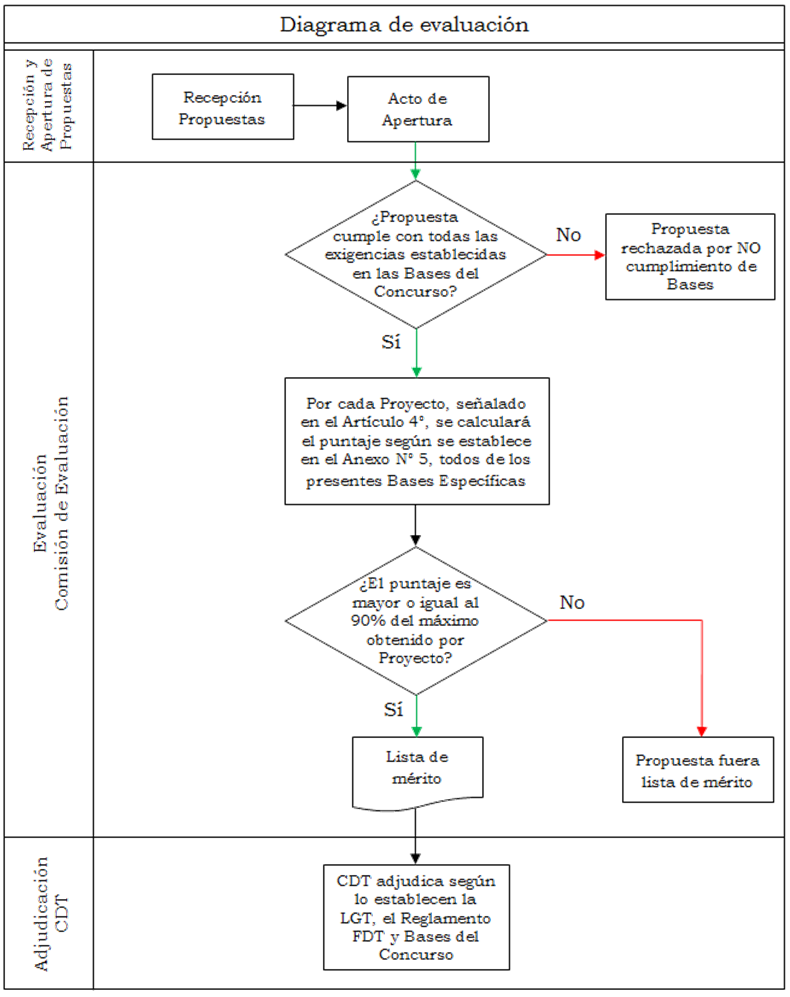 Diagrama de evaluación
Recepción y
Apertura de
Propuestas
Recepción
Propuestas
Acto de
Apertura
Evaluación
Comisión de Evaluación
¿Propuesta
cumple con todas las
exigencias establecidas
en las Bases del
Concurso?
No
Propuesta
rechazada por NO
cumplimiento de
Bases
Sí
Por cada Proyecto, señalado
en el Artículo 4°, se calculará
el puntaje según se establece
en el Anexo N° 5, todos de los
presentes Bases Específicas
¿El puntaje es
mayor o igual al
90% del máximo
obtenido por
Proyecto?
No
Sí
Lista de
mérito
Propuesta fuera
lista de mérito
Adjudicación
CDT
CDT adjudica según
lo establecen la
LGT, el Reglamento
FDT y Bases del
Concurso